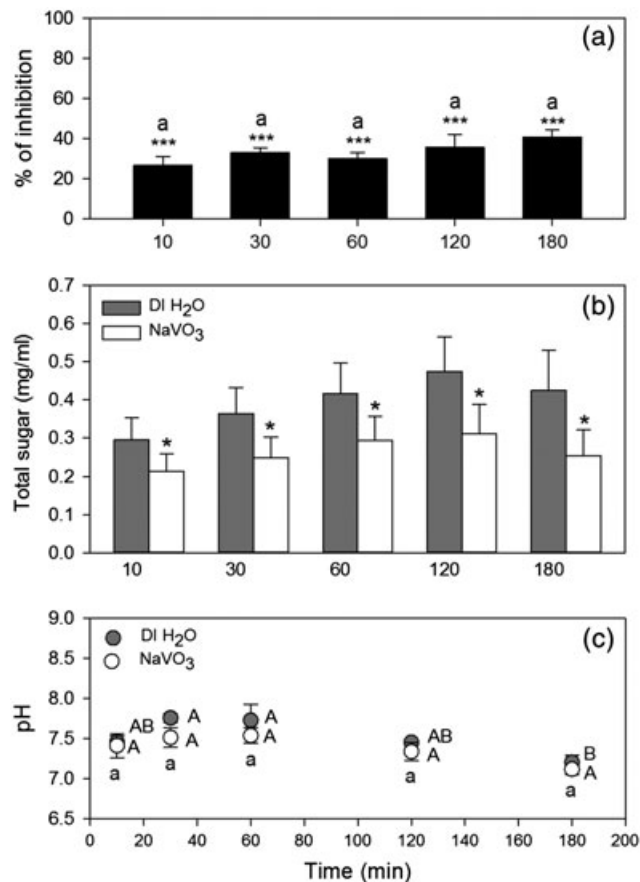 (a)
% of inhibition
100
80
60
40
20
0
a a a a a
*** *** *** *** ***
10 30 60 120 180
(b)
Total sugar (mg/ml)
0.7
0.6
0.5
0.4
0.3
0.2
0.1
0.0
DI H₂O
NaVO₃
* * * * *
10 30 60 120 180
(c)
pH
9.0
8.5
8.0
7.5
7.0
6.5
DI H₂O
NaVO₃
AB A A AB B
A A A A A
a a a a a
0 20 40 60 80 100 120 140 160 180 200
Time (min)